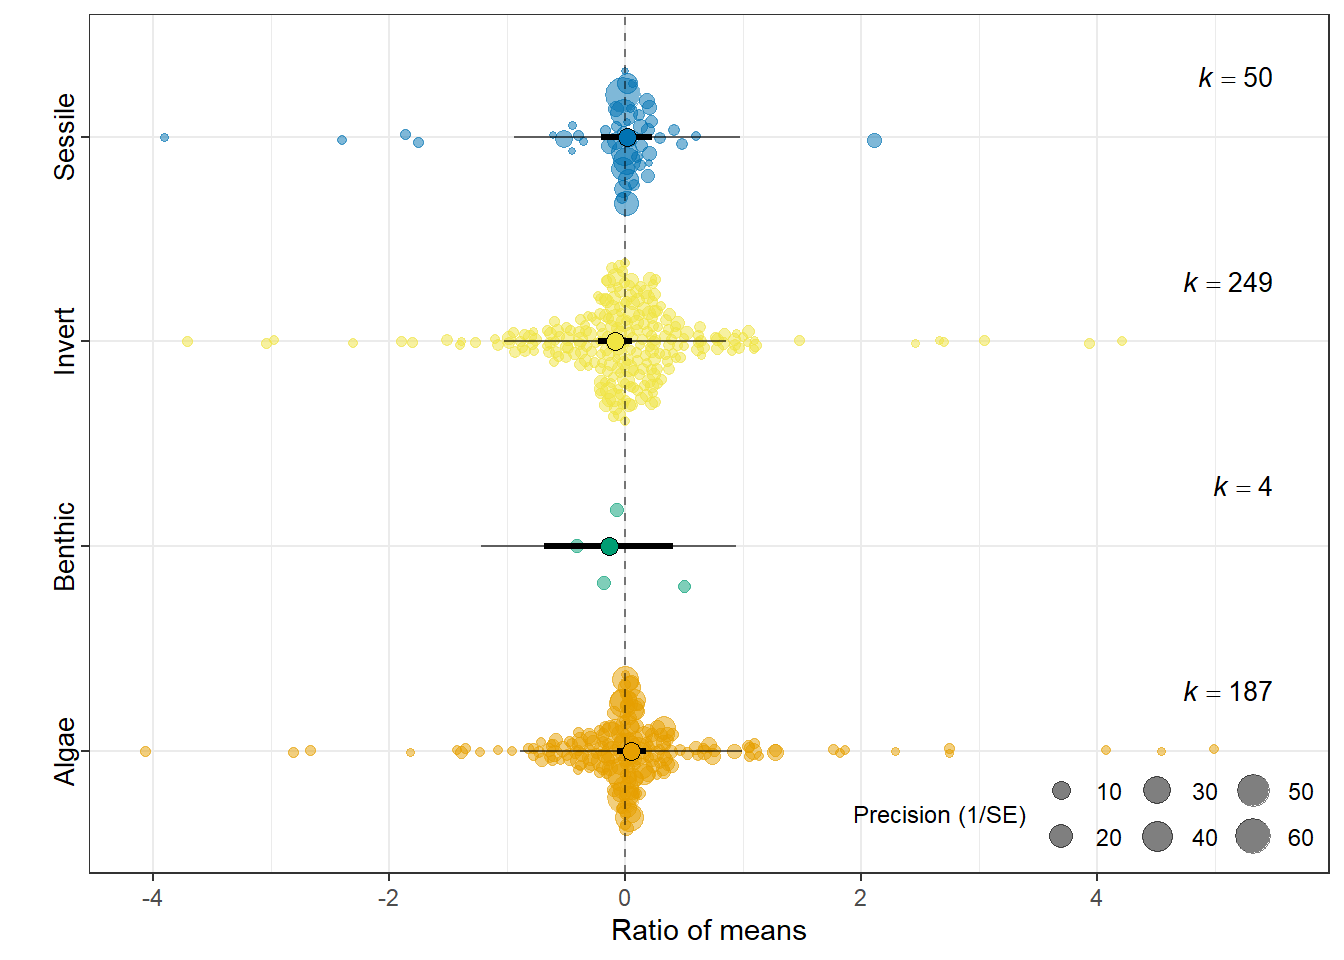 Sessile
k = 50
Invert
k = 249
Benthic
k = 4
Algae
k = 187
Precision (1/SE)
10 30 50
20 40 60
-4 -2 0 2 4
Ratio of means